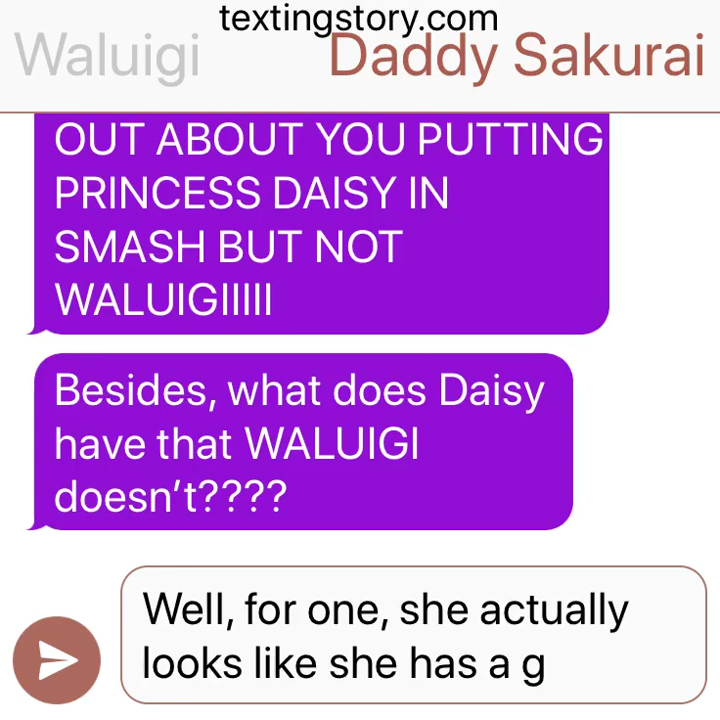 textingstory.com
Waluigi Daddy Sakurai
OUT ABOUT YOU PUTTING
PRINCESS DAISY IN
SMASH BUT NOT
WALUIGIIIII
Besides, what does Daisy
have that WALUIGI
doesn't????
Well, for one, she actually
looks like she has a g